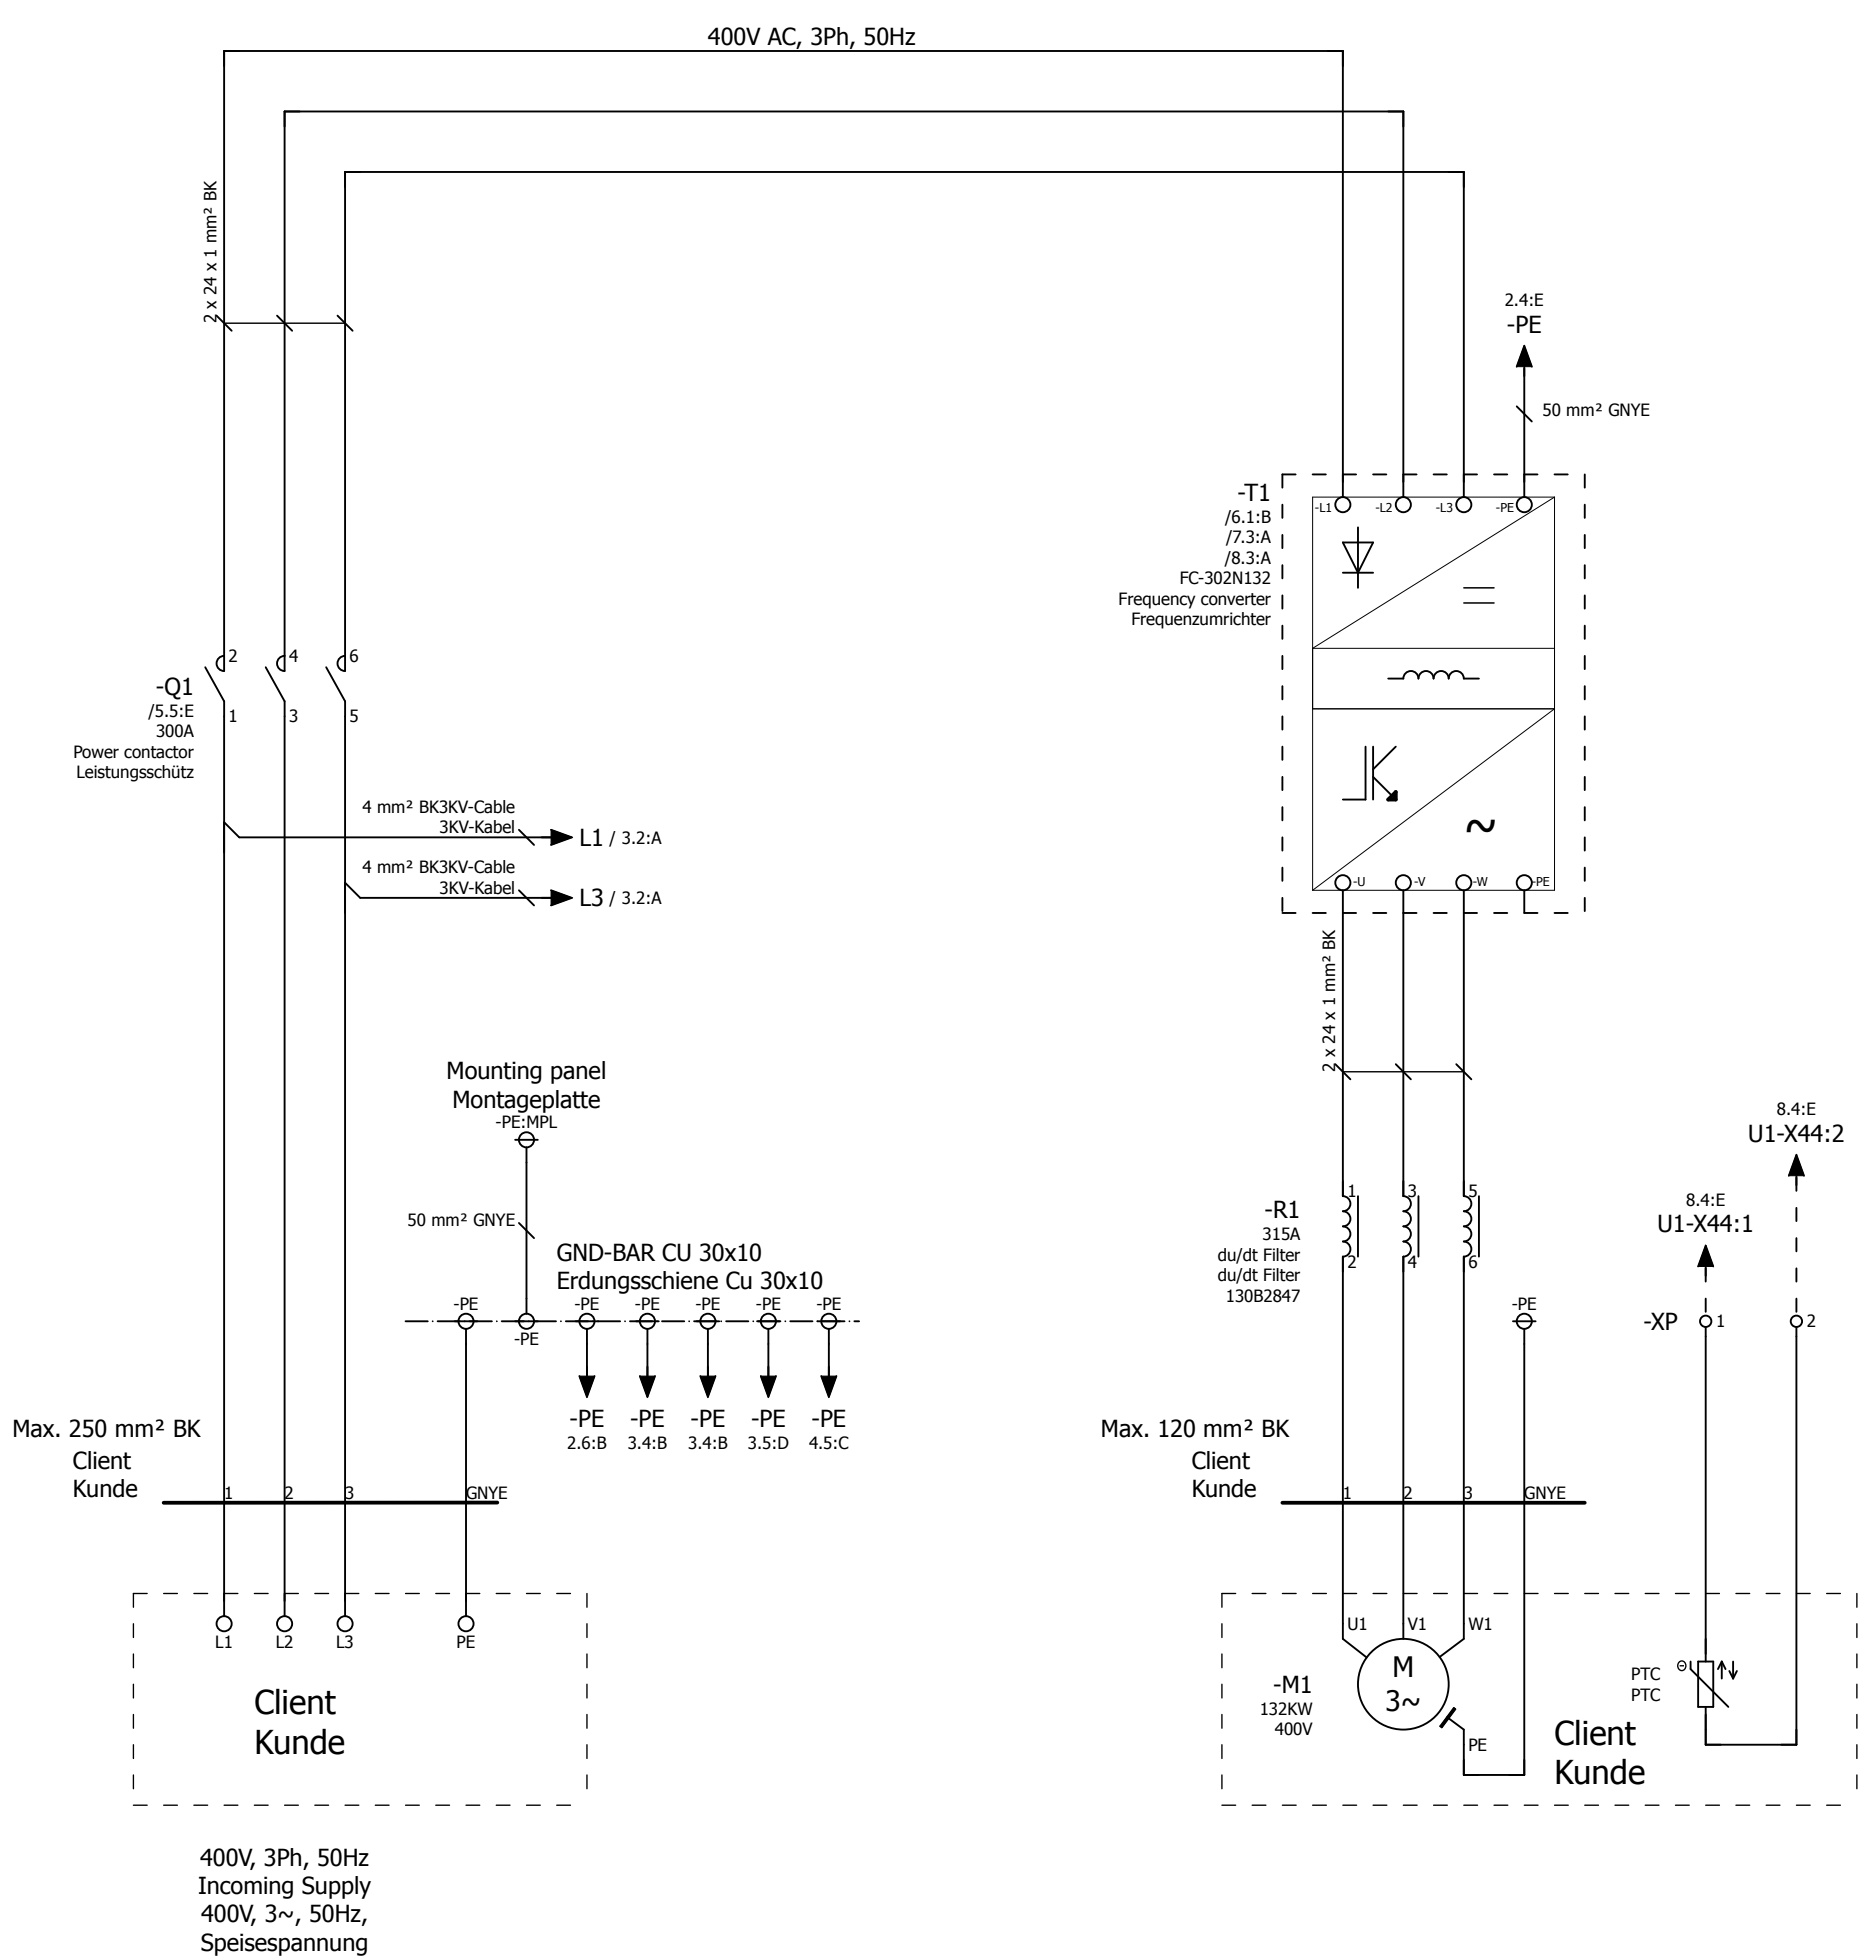 400V AC, 3Ph, 50Hz
2 x 24 x 1 mm² BK
2.4:E
-PE
50 mm² GNYE
-T1
/6.1:B
/7.3:A
/8.3:A
FC-302N132
Frequency converter
Frequenzumrichter
-L1
-L2
-L3
-PE
=
~
-U
-V
-W
-PE
2
4
6
-Q1
/5.5:E
300A
Power contactor
Leistungsschütz
1
3
5
4 mm² BK3KV-Cable
3KV-Kabel
L1 / 3.2:A
4 mm² BK3KV-Cable
3KV-Kabel
L3 / 3.2:A
2 x 24 x 1 mm² BK
Mounting panel
Montageplatte
-PE:MPL
50 mm² GNYE
GND-BAR CU 30x10
Erdungsschiene Cu 30x10
-PE
-PE
-PE
-PE
-PE
-PE
-PE
-PE
2.6:B
-PE
3.4:B
-PE
3.4:B
-PE
3.5:D
-PE
4.5:C
Max. 250 mm² BK
Client
Kunde
1
2
3
GNYE
L1
L2
L3
PE
Client
Kunde
400V, 3Ph, 50Hz
Incoming Supply
400V, 3~, 50Hz,
Speisespannung
-R1
315A
du/dt Filter
du/dt Filter
130B2847
1
3
5
2
4
6
8.4:E
U1-X44:2
8.4:E
U1-X44:1
-PE
-XP
1
2
Max. 120 mm² BK
Client
Kunde
1
2
3
GNYE
U1
V1
W1
M
3~
-M1
132KW
400V
PE
PTC
PTC
Θ
Client
Kunde